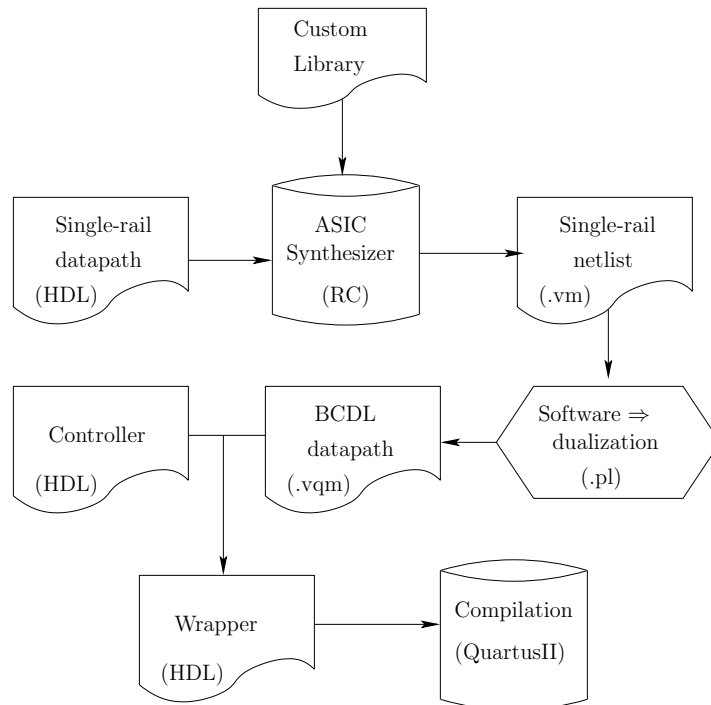 Custom
Library
Single-rail
datapath
(HDL)
ASIC
Synthesizer
(RC)
Single-rail
netlist
(.vm)
Controller
(HDL)
BCDL
datapath
(.vqm)
Software ⇒
dualization
(.pl)
Wrapper
(HDL)
Compilation
(QuartusII)